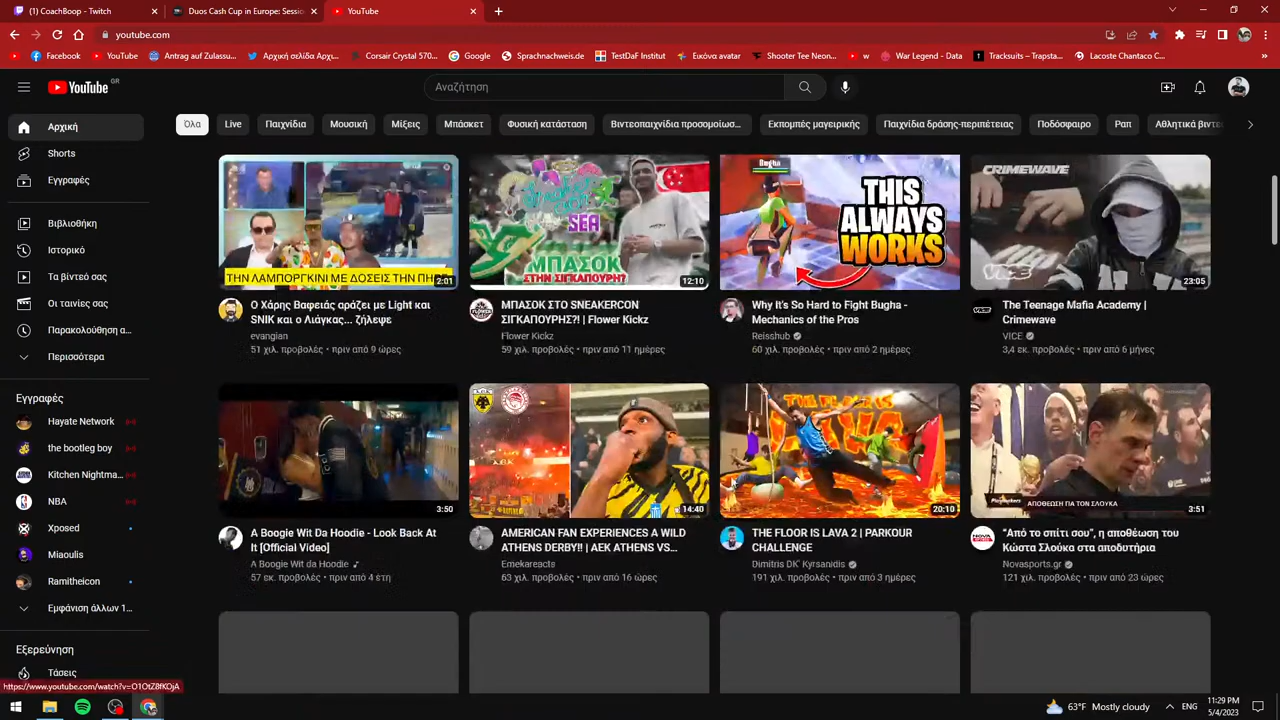 (1) CoachBoop - Twitch
Duos Cash Cup in Europe: Sessi
YouTube
youtube.com
Facebook
YouTube
Antrag auf Zulassu...
Αρχική σελίδα Αρχι...
Corsair Crystal 570...
Google
Sprachnachweis.de
TestDaF Institut
Εικόνα avatar
Shooter Tee Neon...
w
War Legend - Data
Tracksuits – Trapsta...
Lacoste Chantaco C...
YouTube GR
Αναζήτηση
Αρχική
Shorts
Εγγραφές
Βιβλιοθήκη
Ιστορικό
Τα βίντεό σας
Οι ταινίες σας
Παρακολούθηση α...
Περισσότερα
Εγγραφές
Hayate Network
the bootleg boy
Kitchen Nightma...
NBA
Xposed
Miaoulis
Ramitheicon
Εμφάνιση άλλων 1...
Εξερεύνηση
Τάσεις
Όλα
Live
Παιχνίδια
Μουσική
Μίξεις
Μπάσκετ
Φυσική κατάσταση
Βιντεοπαιχνίδια προσομοίωσ...
Εκπομπές μαγειρικής
Παιχνίδια δράσης-περιπέτειας
Ποδόσφαιρο
Ραπ
Αθλητικά βιντε
ΤΗΝ ΛΑΜΠΟΡΓΚΙΝΙ ΜΕ ΔΟΣΕΙΣ ΤΗΝ ΠΗ
2:01
Ο Χάρης Βαφειάς αράζει με Light και
SNIK και ο Λιάγκας... ζήλεψε
evangian
51 χιλ. προβολές • πριν από 9 ώρες
SEA
ΜΠΑΣΟΚ
ΣΤΗΝ ΣΙΓΚΑΠΟΥΡΗ?
12:10
ΜΠΑΣΟΚ ΣΤΟ SNEAKERCON
ΣΙΓΚΑΠΟΥΡΗΣ?! | Flower Kickz
Flower Kickz
59 χιλ. προβολές • πριν από 11 ημέρες
Bugha
THIS
ALWAYS
WORKS
Why It's So Hard to Fight Bugha -
Mechanics of the Pros
Reisshub
60 χιλ. προβολές • πριν από 2 ημέρες
CRIMEWAVE
VICE
23:05
The Teenage Mafia Academy |
Crimewave
VICE
3,4 εκ. προβολές • πριν από 6 μήνες
3:50
A Boogie Wit Da Hoodie - Look Back At
It [Official Video]
A Boogie Wit da Hoodie
57 εκ. προβολές • πριν από 4 έτη
14:40
AMERICAN FAN EXPERIENCES A WILD
ATHENS DERBY!! | AEK ATHENS VS...
Emekareacts
63 χιλ. προβολές • πριν από 16 ώρες
THE FLOOR IS
LAVA
20:10
THE FLOOR IS LAVA 2 | PARKOUR
CHALLENGE
Dimitris DK' Kyrsanidis
191 χιλ. προβολές • πριν από 3 ημέρες
ΑΠΟΘΕΩΣΗ ΓΙΑ ΤΟΝ ΣΛΟΥΚΑ
3:51
"Από το σπίτι σου", η αποθέωση του
Κώστα Σλούκα στα αποδυτήρια
Novasports.gr
121 χιλ. προβολές • πριν από 23 ώρες
https://www.youtube.com/watch?v=O1OtZ8fKOjA
63°F Mostly cloudy
ENG
11:29 PM
5/4/2023